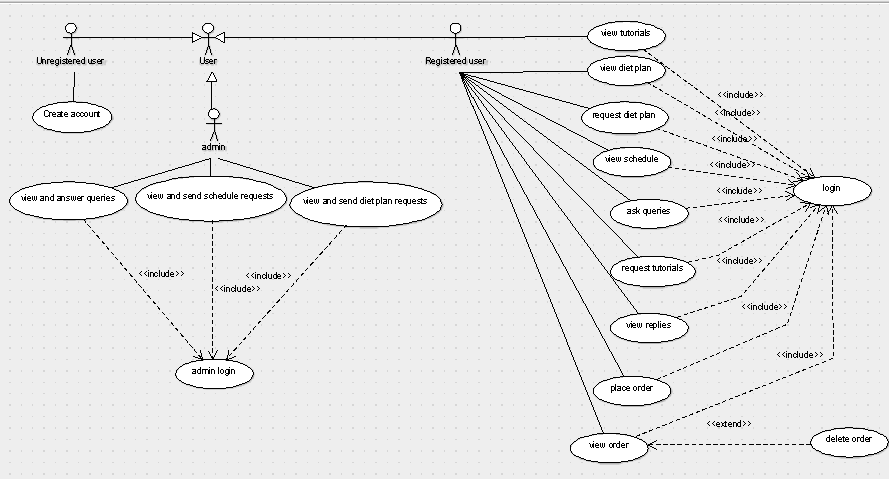 view tutorials
Unregistered user
User
Registered user
view diet plan
<<include>>
Create account
request diet plan
<<include>>
<<include>>
admin
view schedule
<<include>>
view and answer queries
view and send schedule requests
view and send diet plan requests
<<include>>
login
ask queries
<<include>>
request tutorials
<<include>>
<<include>>
<<include>>
<<include>>
<<include>>
view replies
<<include>>
admin login
place order
<<extend>>
view order
delete order